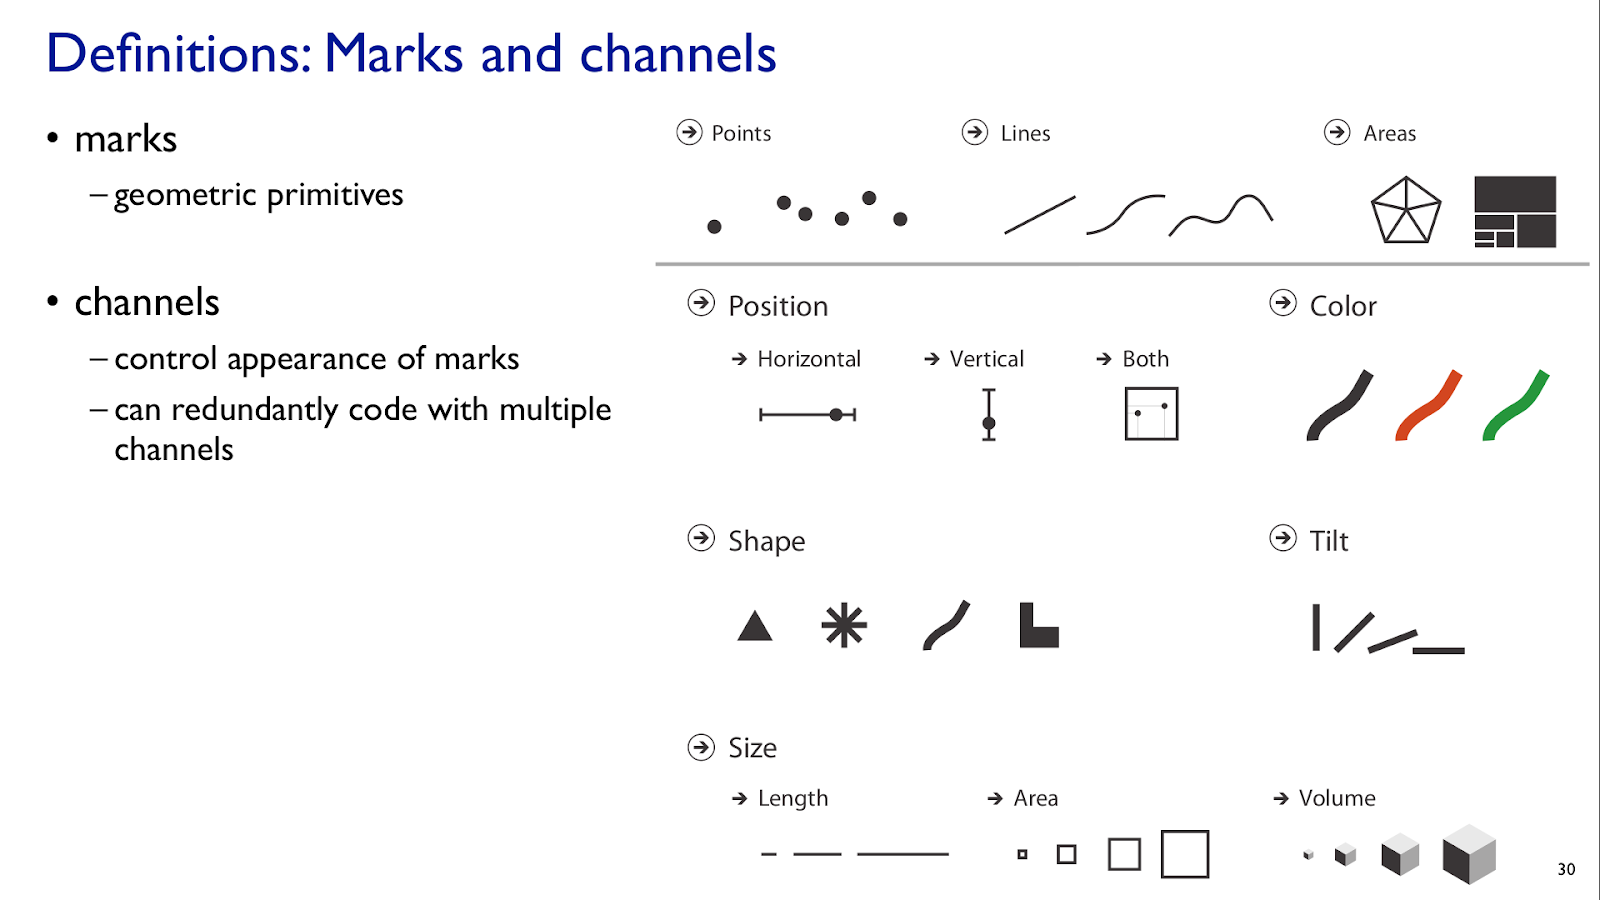 Definitions: Marks and channels
• marks
– geometric primitives
• channels
– control appearance of marks
– can redundantly code with multiple
channels
Points
Lines
Areas
Position
Horizontal
Vertical
Both
Color
Shape
Tilt
Size
Length
Area
Volume
30